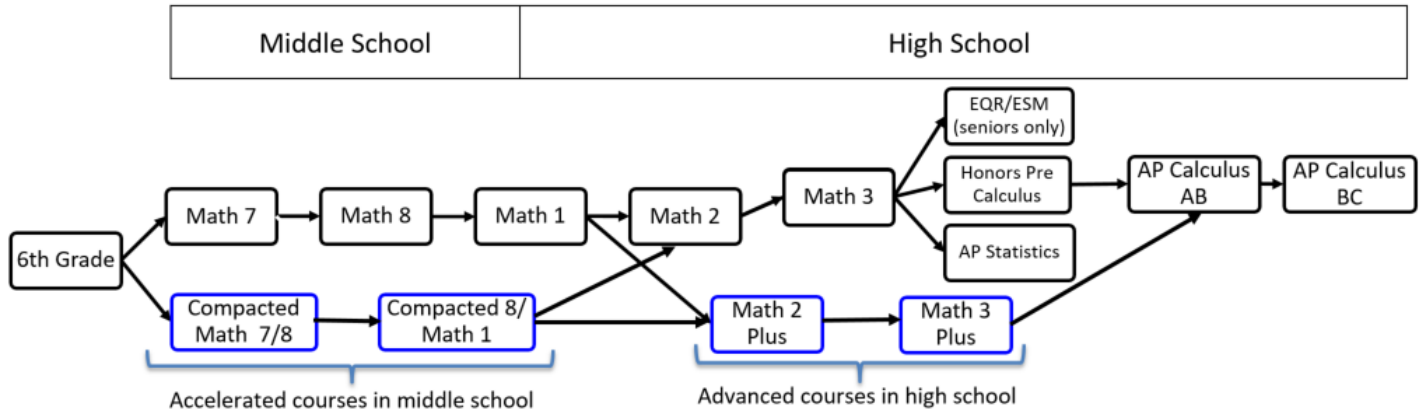 Middle School
High School
EQR/ESM
(seniors only)
Honors Pre
Calculus
AP Calculus
AB
AP Calculus
BC
Math 7
Math 8
Math 1
Math 2
Math 3
AP Statistics
6th Grade
Compacted
Math 7/8
Compacted 8/
Math 1
Math 2
Plus
Math 3
Plus
Accelerated courses in middle school
Advanced courses in high school